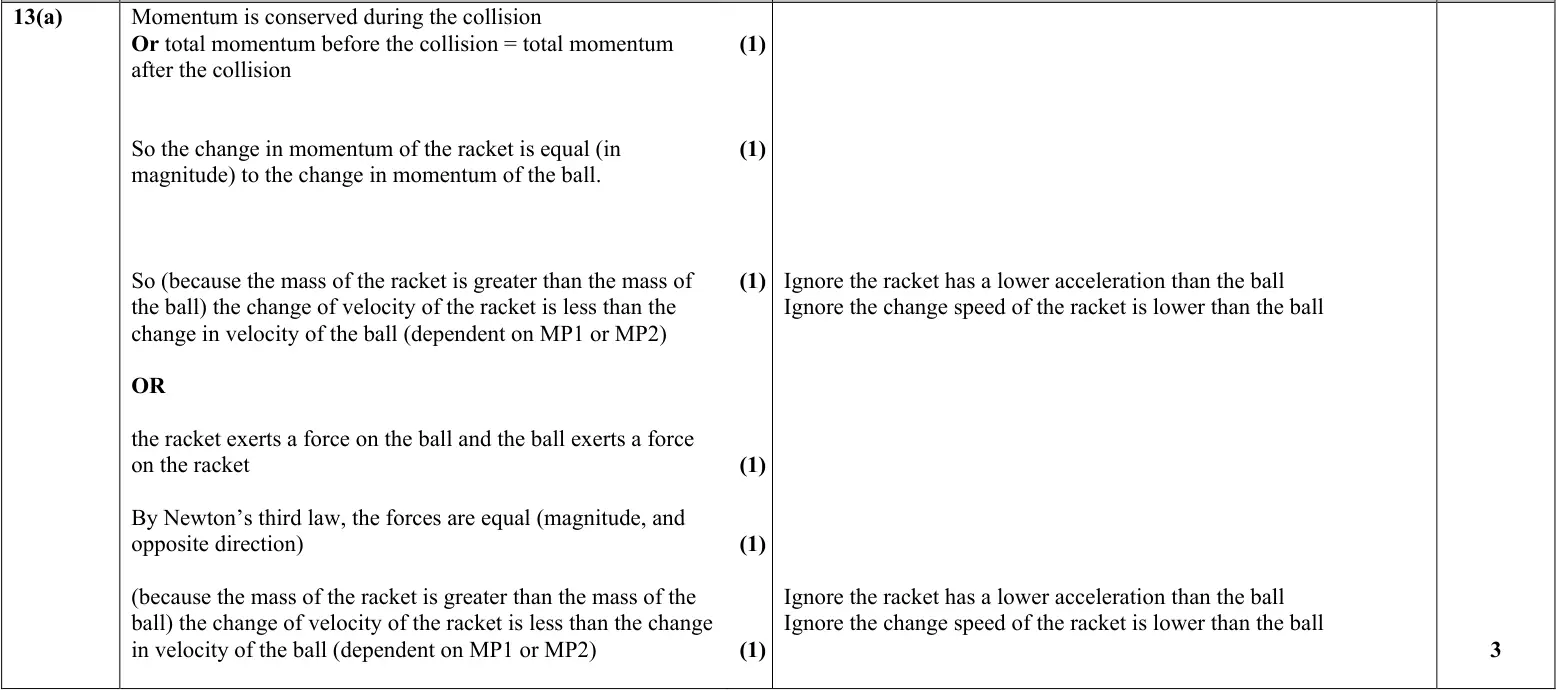 13(a)
Momentum is conserved during the collision
Or total momentum before the collision = total momentum (1)
after the collision
So the change in momentum of the racket is equal (in (1)
magnitude) to the change in momentum of the ball.
So (because the mass of the racket is greater than the mass of (1) Ignore the racket has a lower acceleration than the ball
the ball) the change of velocity of the racket is less than the Ignore the change speed of the racket is lower than the ball
change in velocity of the ball (dependent on MP1 or MP2)
OR
the racket exerts a force on the ball and the ball exerts a force
on the racket (1)
By Newton’s third law, the forces are equal (magnitude, and
opposite direction) (1)
(because the mass of the racket is greater than the mass of the Ignore the racket has a lower acceleration than the ball
ball) the change of velocity of the racket is less than the change Ignore the change speed of the racket is lower than the ball
in velocity of the ball (dependent on MP1 or MP2) (1) 3